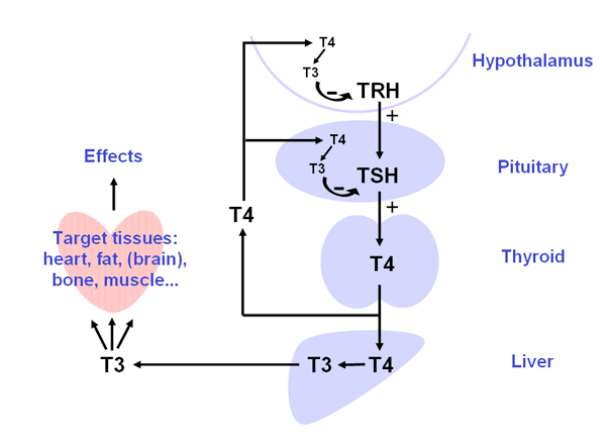 T4
Hypothalamus
T3
–
TRH
+
T4
Effects
Pituitary
T3
–
TSH
T4
+
Target tissues:
heart, fat, (brain),
bone, muscle...
Thyroid
T4
T3
T3
T4
Liver